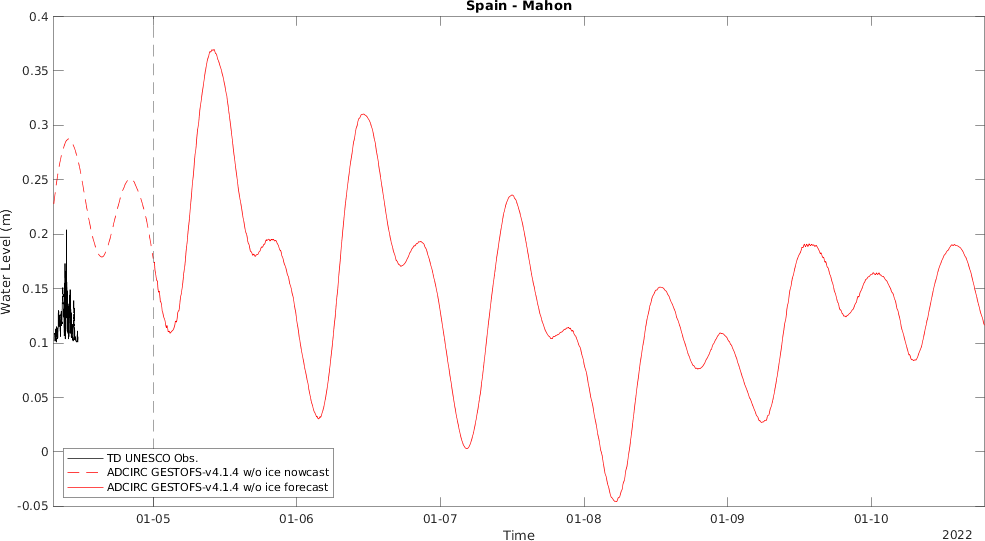 Spain - Mahon
0.4
0.35
0.3
0.25
0.2
0.15
0.1
0.05
0
-0.05
Water Level (m)
TD UNESCO Obs.
ADCIRC GESTOFS-v4.1.4 w/o ice nowcast
ADCIRC GESTOFS-v4.1.4 w/o ice forecast
01-05 01-06 01-07 01-08 01-09 01-10
Time
2022